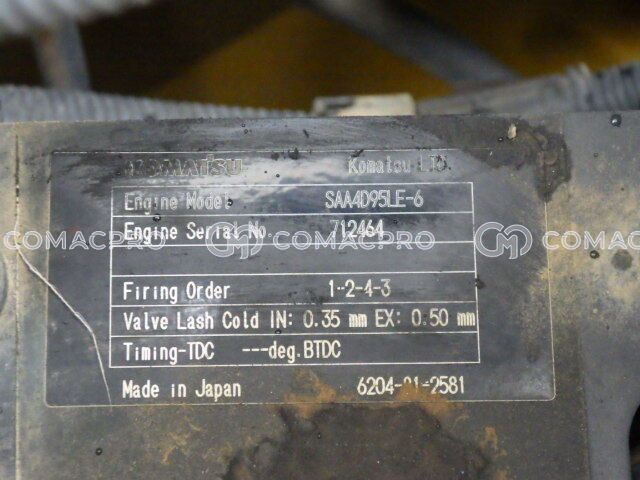 KOMATSU Komatsu LTD.
Engine Model SAA4D95LE-6
Engine Serial No. 712464
COMACPRO COMACPRO COMACPRO
Firing Order 1-2-4-3
Valve Lash Cold IN: 0.35 mm EX: 0.50 mm
Timing-TDC ---deg.BTDC
Made in Japan 6204-01-2581